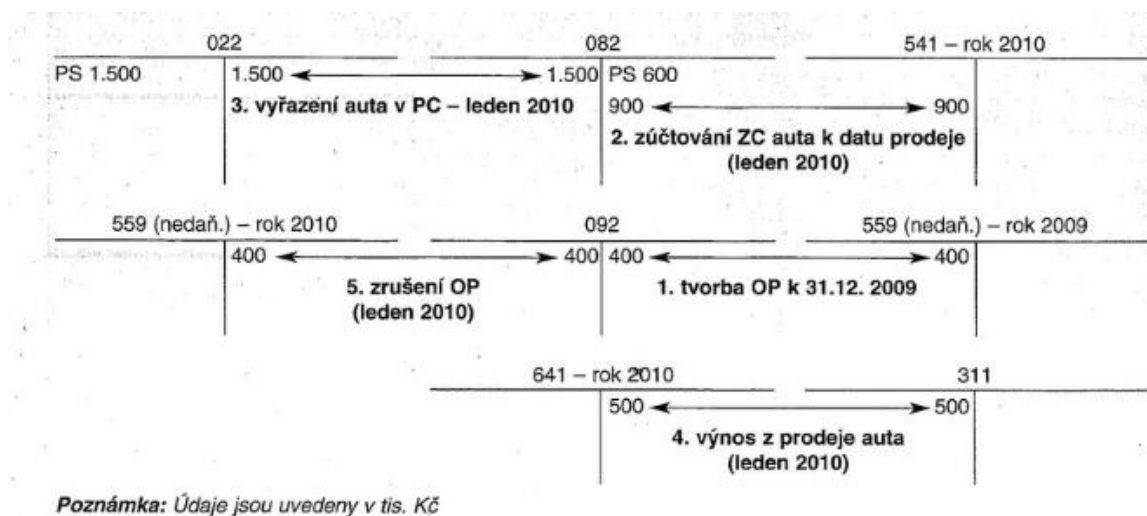 022 082 541 – rok 2010
PS 1.500 1.500 1.500 PS 600
3. vyřazení auta v PC – leden 2010 900 900
2. zúčtování ZC auta k datu prodeje
(leden 2010)
559 (nedaň.) – rok 2010 092 559 (nedaň.) – rok 2009
400 400 400 400
5. zrušení OP 1. tvorba OP k 31.12. 2009
(leden 2010)
641 – rok 2010 311
500 500
4. výnos z prodeje auta
(leden 2010)
Poznámka: Údaje jsou uvedeny v tis. Kč